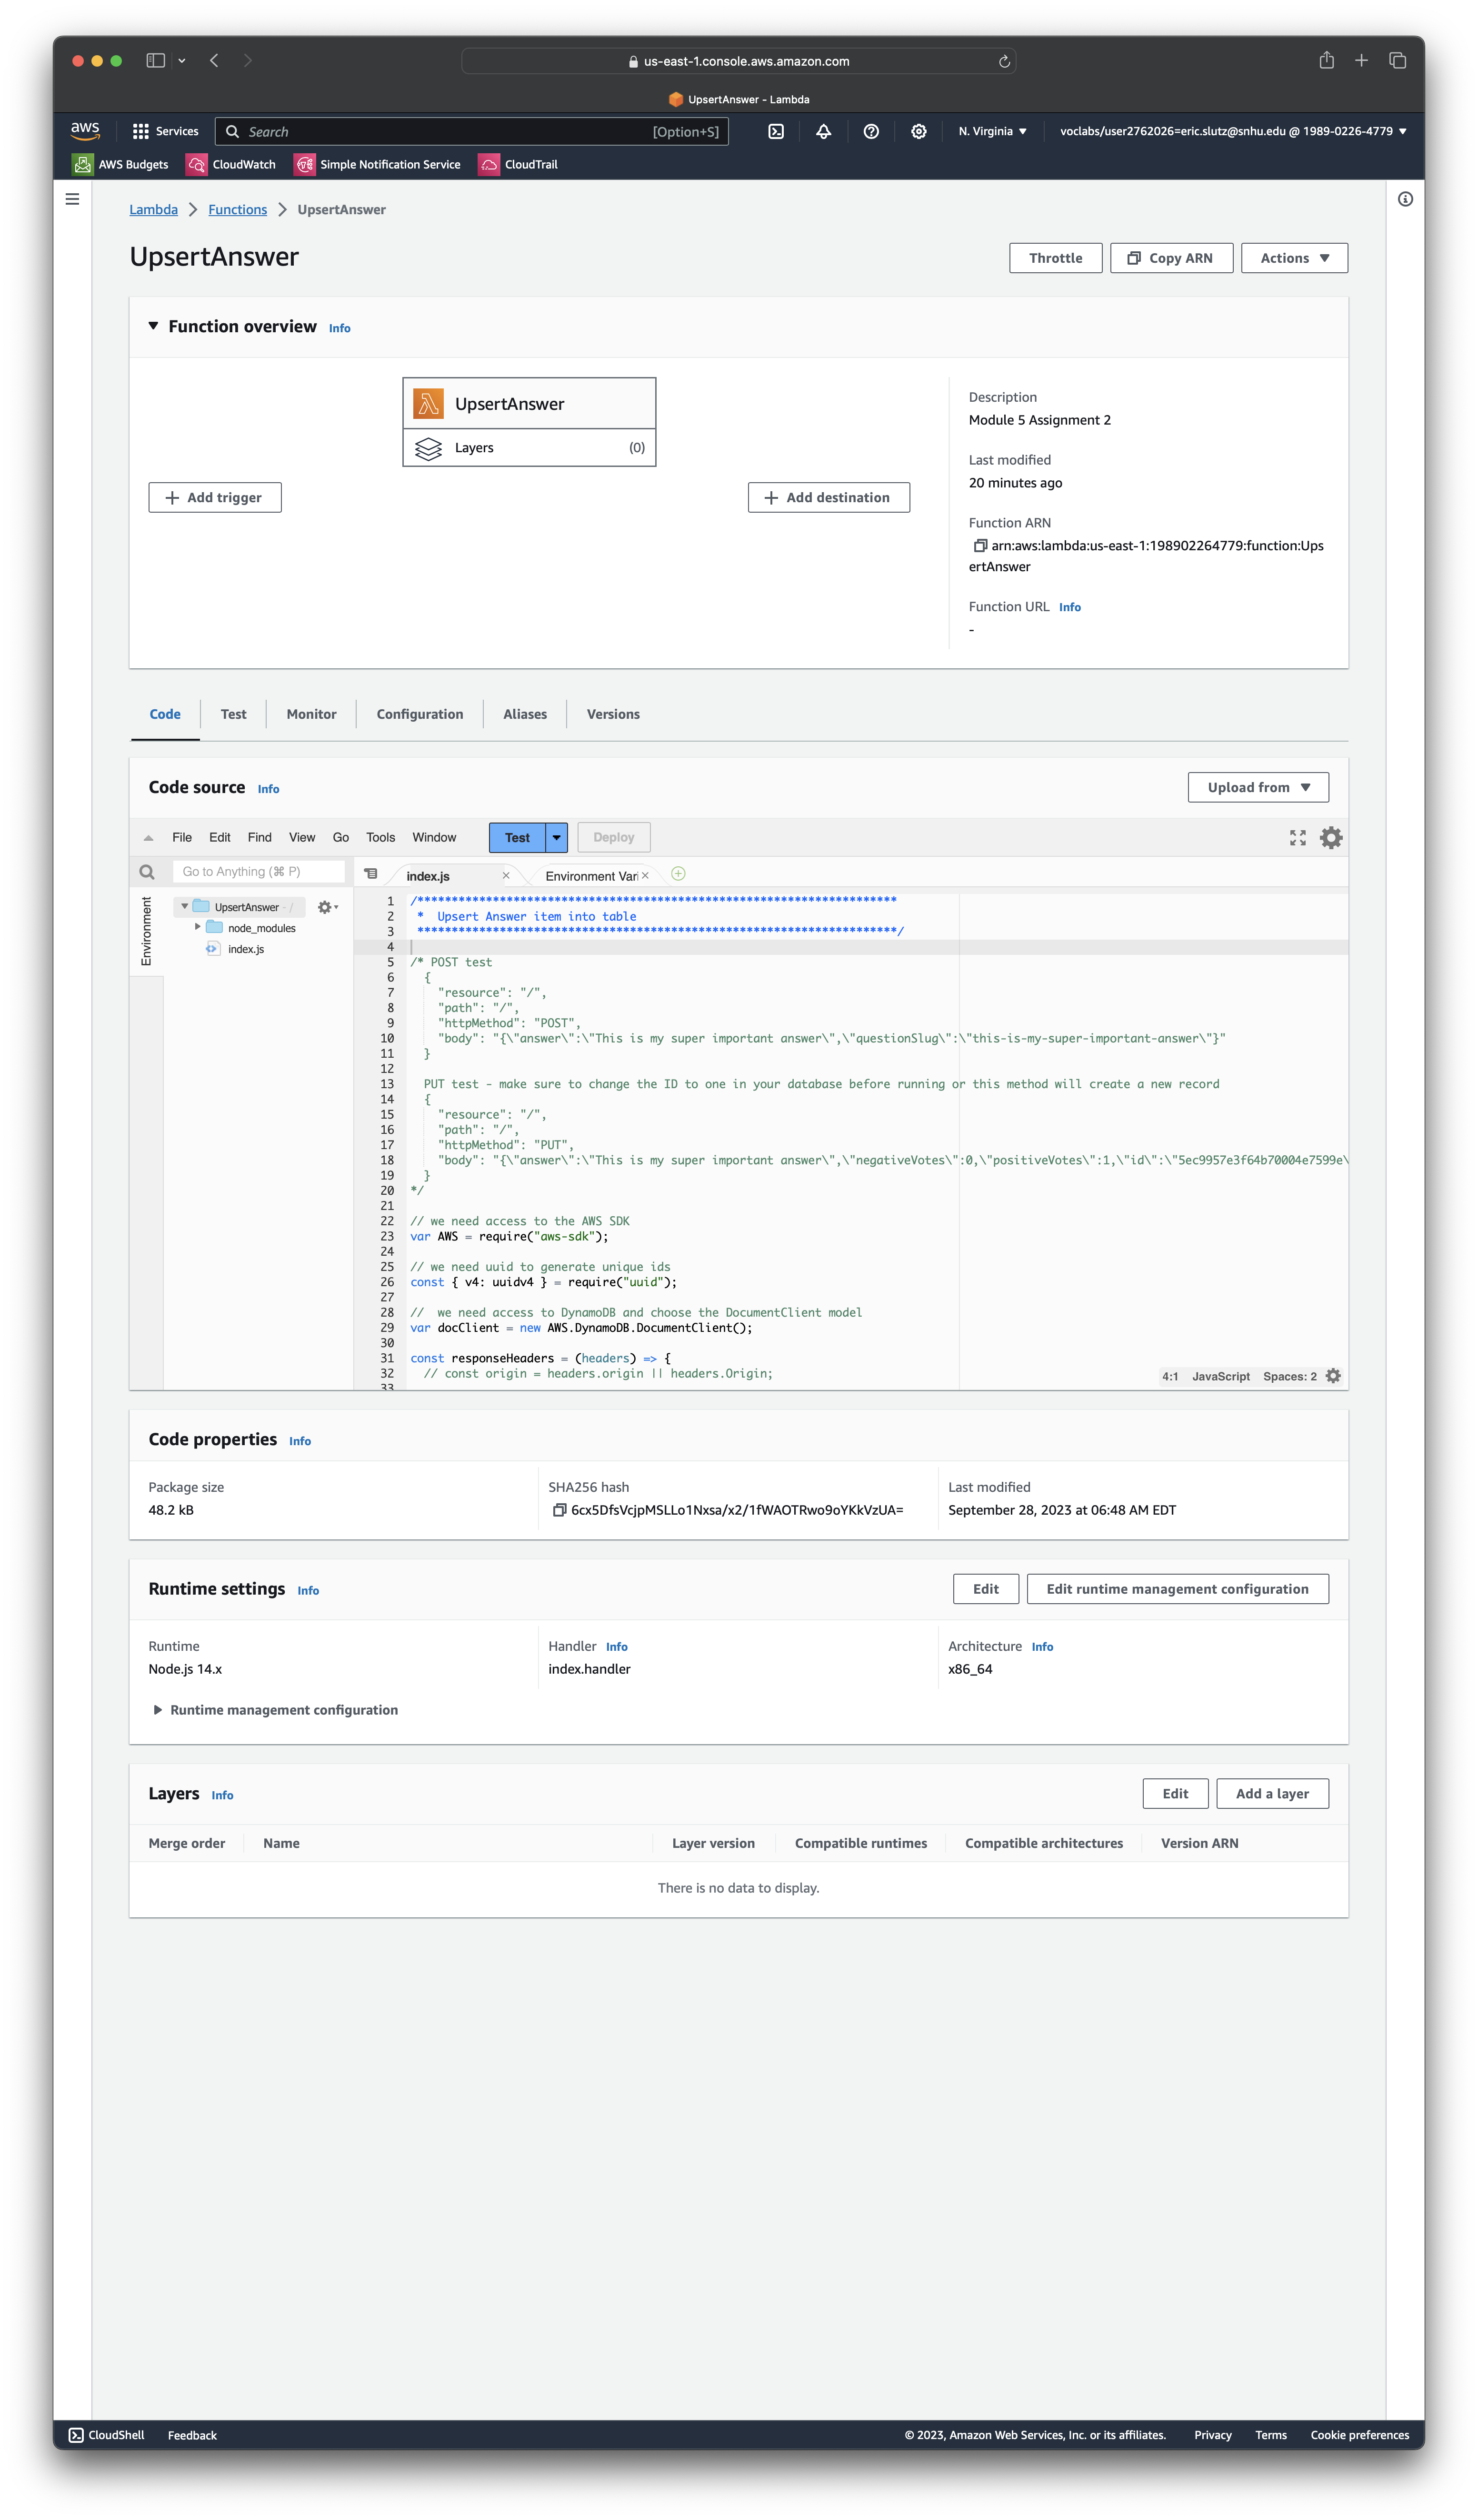 us-east-1.console.aws.amazon.com
UpsertAnswer - Lambda
aws
Services
Search
[Option+S]
N. Virginia
voclabs/user2762026=eric.slutz@snhu.edu @ 1989-0226-4779
AWS Budgets
CloudWatch
Simple Notification Service
CloudTrail
Lambda
Functions
UpsertAnswer
UpsertAnswer
Throttle
Copy ARN
Actions
Function overview Info
UpsertAnswer
Layers
(0)
Add trigger
Add destination
Description
Module 5 Assignment 2
Last modified
20 minutes ago
Function ARN
arn:aws:lambda:us-east-1:198902264779:function:Ups
ertAnswer
Function URL Info
-
Code
Test
Monitor
Configuration
Aliases
Versions
Code source Info
Upload from
File Edit Find View Go Tools Window
Test
Deploy
Go to Anything (⌘ P)
index.js
Environment Vari
Environment
UpsertAnswer - /
node_modules
index.js
1 /**********************************************************************
2  *  Upsert Answer item into table
3  **********************************************************************/
4
5 /* POST test
6   {
7     "resource": "/",
8     "path": "/",
9     "httpMethod": "POST",
10     "body": "{\"answer\":\"This is my super important answer\",\"questionSlug\":\"this-is-my-super-important-answer\"}"
11   }
12
13   PUT test - make sure to change the ID to one in your database before running or this method will create a new record
14   {
15     "resource": "/",
16     "path": "/",
17     "httpMethod": "PUT",
18     "body": "{\"answer\":\"This is my super important answer\",\"negativeVotes\":0,\"positiveVotes\":1,\"id\":\"5ec9957e3f64b70004e7599e\
19   }
20 */
21
22 // we need access to the AWS SDK
23 var AWS = require("aws-sdk");
24
25 // we need uuid to generate unique ids
26 const { v4: uuidv4 } = require("uuid");
27
28 //  we need access to DynamoDB and choose the DocumentClient model
29 var docClient = new AWS.DynamoDB.DocumentClient();
30
31 const responseHeaders = (headers) => {
32   // const origin = headers.origin || headers.Origin;
33
4:1 JavaScript Spaces: 2
Code properties Info
Package size
48.2 kB
SHA256 hash
6cx5DfsVcjpMSLLo1Nxsa/x2/1fWAOTRwo9oYKkVzUA=
Last modified
September 28, 2023 at 06:48 AM EDT
Runtime settings Info
Edit
Edit runtime management configuration
Runtime
Node.js 14.x
Handler Info
index.handler
Architecture Info
x86_64
Runtime management configuration
Layers Info
Edit
Add a layer
Merge order
Name
Layer version
Compatible runtimes
Compatible architectures
Version ARN
There is no data to display.
CloudShell
Feedback
© 2023, Amazon Web Services, Inc. or its affiliates.
Privacy
Terms
Cookie preferences